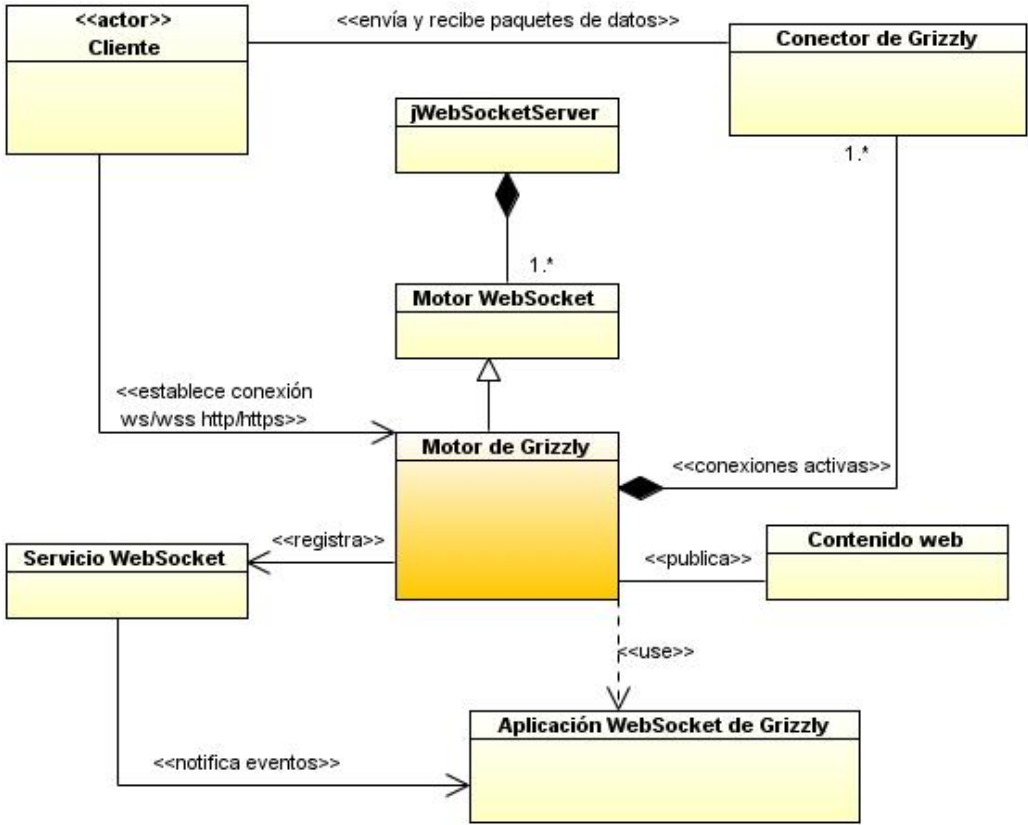 <<actor>>
Cliente
<<envía y recibe paquetes de datos>>
Conector de Grizzly
1.*
jWebSocketServer
1.*
Motor WebSocket
<<establece conexión
ws/wss http/https>>
Motor de Grizzly
<<conexiones activas>>
<<registra>>
Servicio WebSocket
<<publica>>
Contenido web
<<use>>
Aplicación WebSocket de Grizzly
<<notifica eventos>>